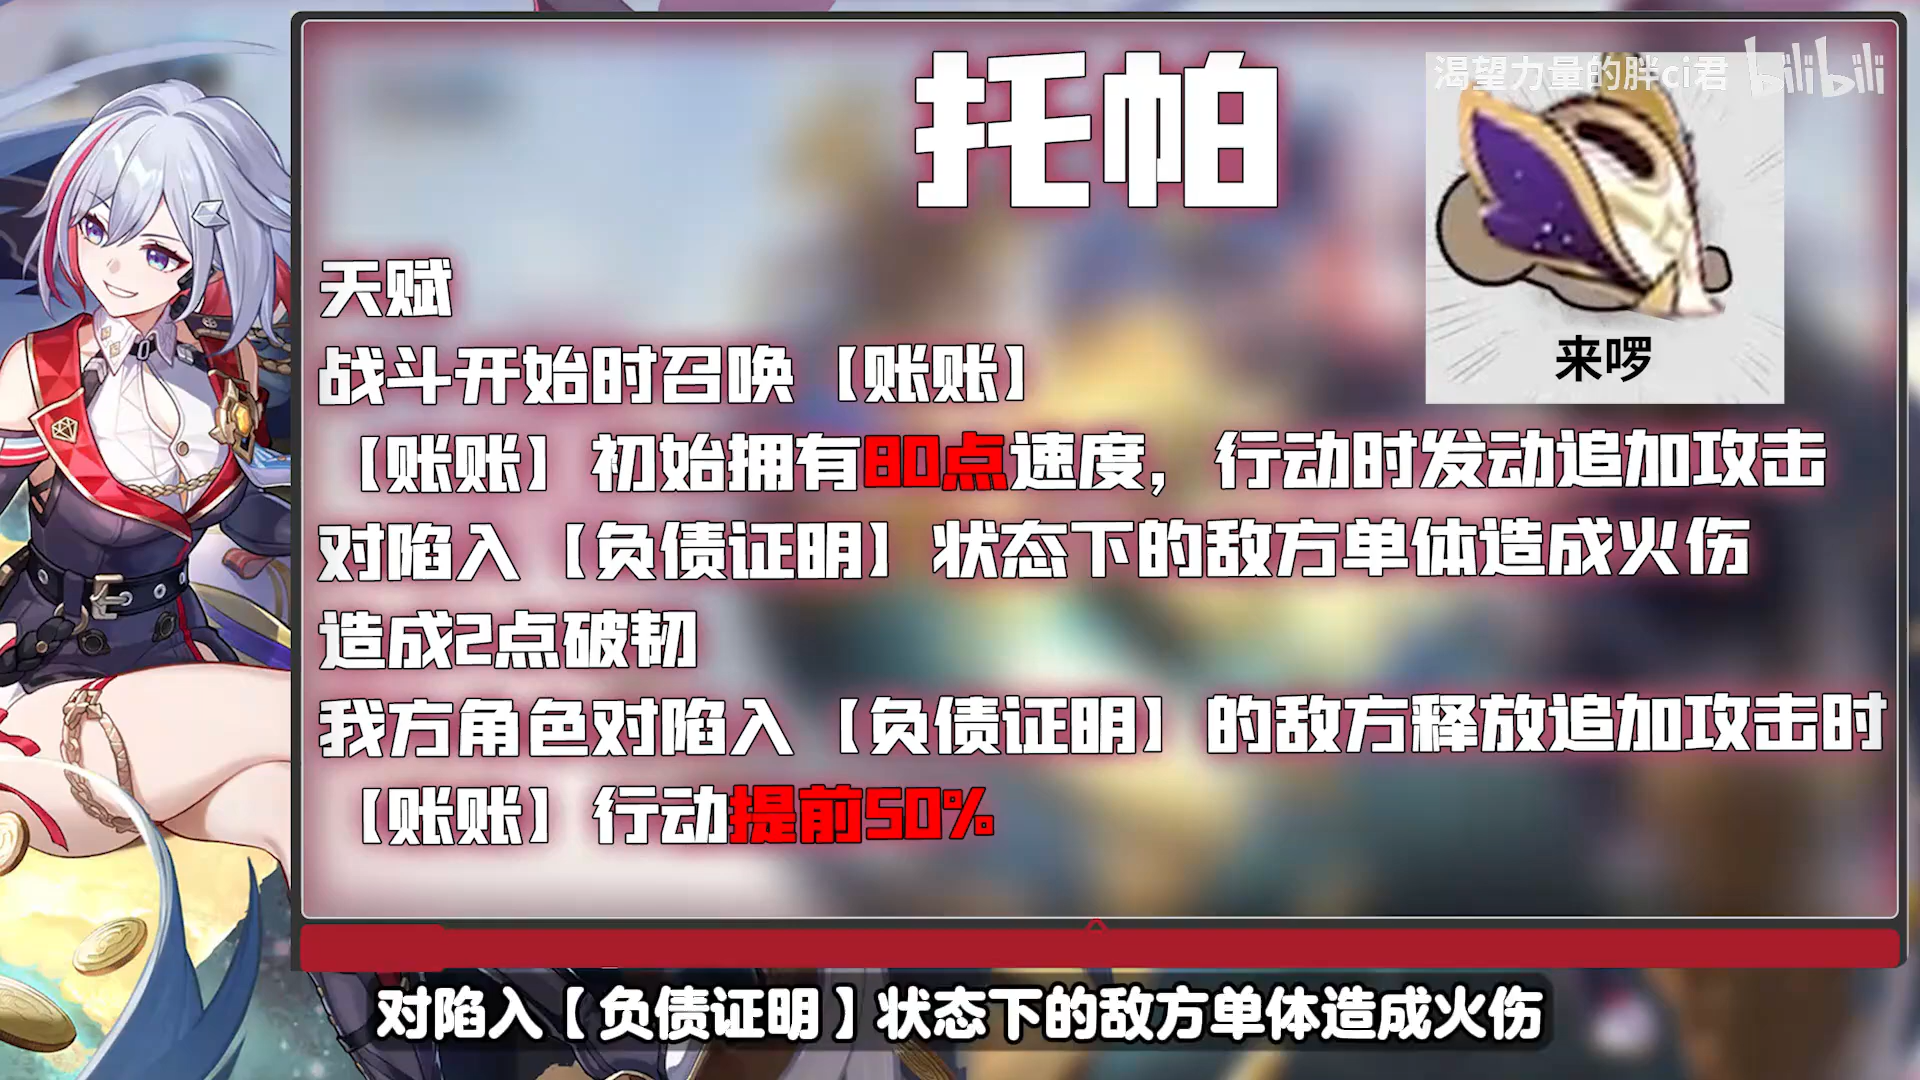 托帕
渴望力量的胖ci君 bilibili
来啰
天赋
战斗开始时召唤【账账】
【账账】初始拥有80点速度，行动时发动追加攻击
对陷入【负债证明】状态下的敌方单体造成火伤
造成2点破韧
我方角色对陷入【负债证明】的敌方释放追加攻击时
【账账】行动提前50%
对陷入【负债证明】状态下的敌方单体造成火伤